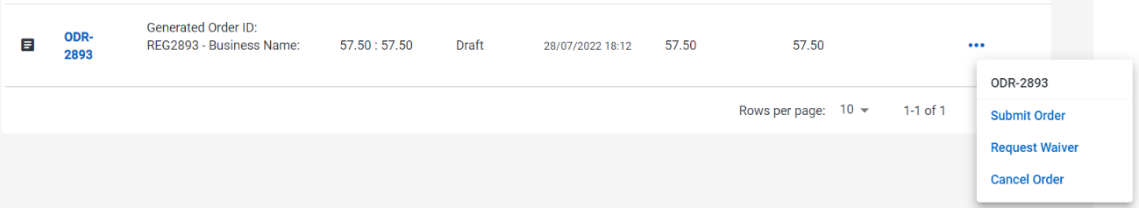 ODR-
2893
Generated Order ID:
REG2893 - Business Name:
57.50 : 57.50
Draft
28/07/2022 18:12
57.50
57.50
ODR-2893
Submit Order
Request Waiver
Cancel Order
Rows per page: 10
1-1 of 1